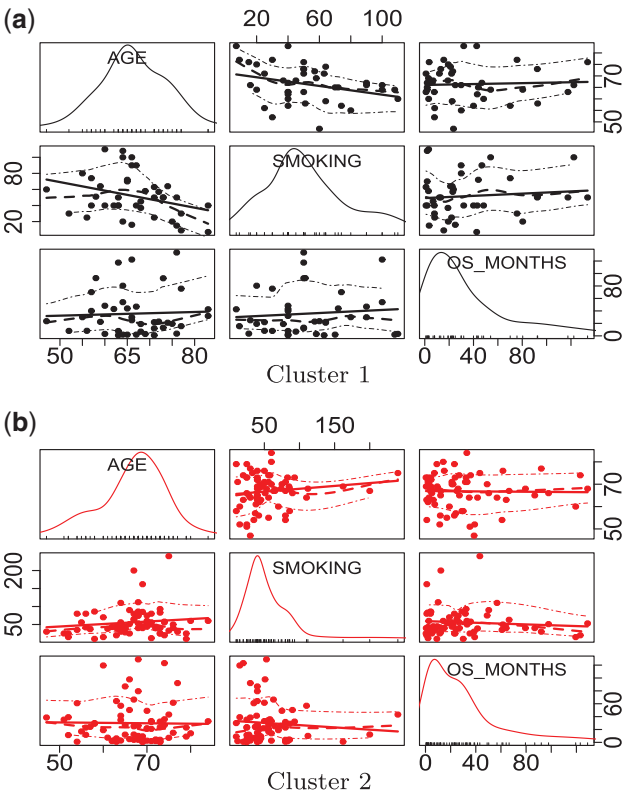 (a)
20 60 100
AGE
50 70
SMOKING
20 80
OS_MONTHS
0 80
50 65 80
0 40 80
Cluster 1
(b)
50 150
AGE
50 70
SMOKING
50 200
OS_MONTHS
0 60
50 70
0 40 80
Cluster 2